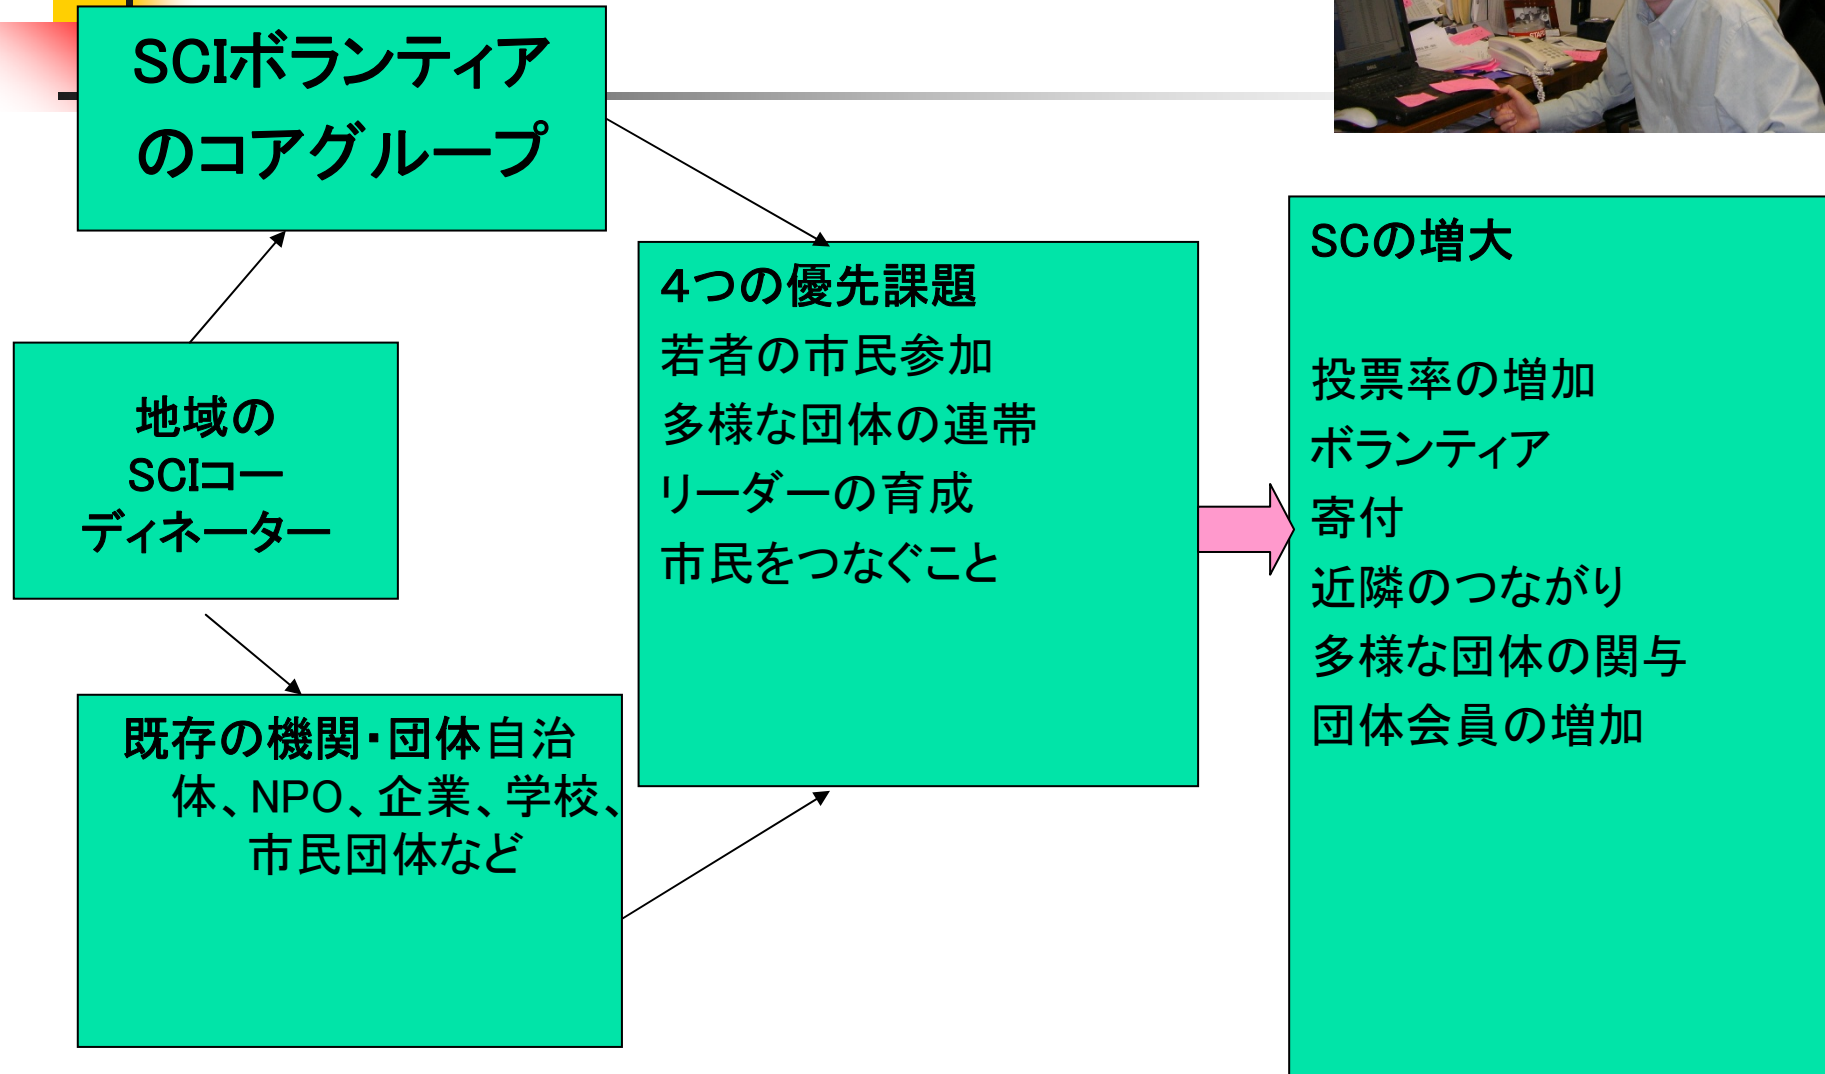 SCIボランティア
のコアグループ
地域の
SCIコー
ディネーター
既存の機関・団体自治
体、NPO、企業、学校、
市民団体など
4つの優先課題
若者の市民参加
多様な団体の連帯
リーダーの育成
市民をつなぐこと
SCの増大
投票率の増加
ボランティア
寄付
近隣のつながり
多様な団体の関与
団体会員の増加